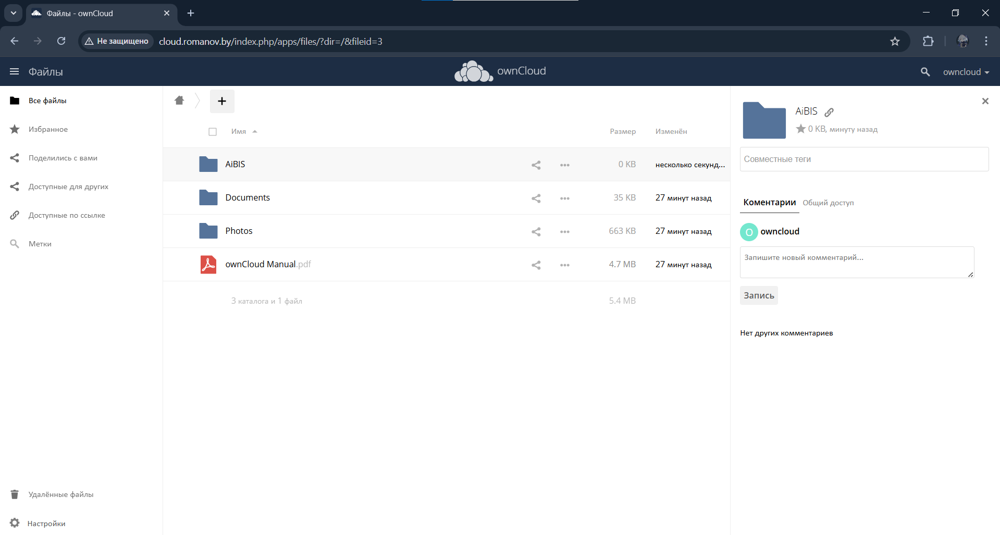 Файлы - ownCloud
Не защищено cloud.romanov.by/index.php/apps/files/?dir=/&fileid=3
Файлы
ownCloud
owncloud
Все файлы
Избранное
Поделились с вами
Доступные для других
Доступные по ссылке
Метки
Удалённые файлы
Настройки
Имя Размер Изменён
AiBIS 0 KB несколько секунд...
Documents 35 KB 27 минут назад
Photos 663 KB 27 минут назад
ownCloud Manual.pdf 4.7 MB 27 минут назад
3 каталога и 1 файл 5.4 MB
AiBIS
0 KB, минуту назад
Совместные теги
Коментарии Общий доступ
O owncloud
Запишите новый комментарий...
Запись
Нет других комментариев